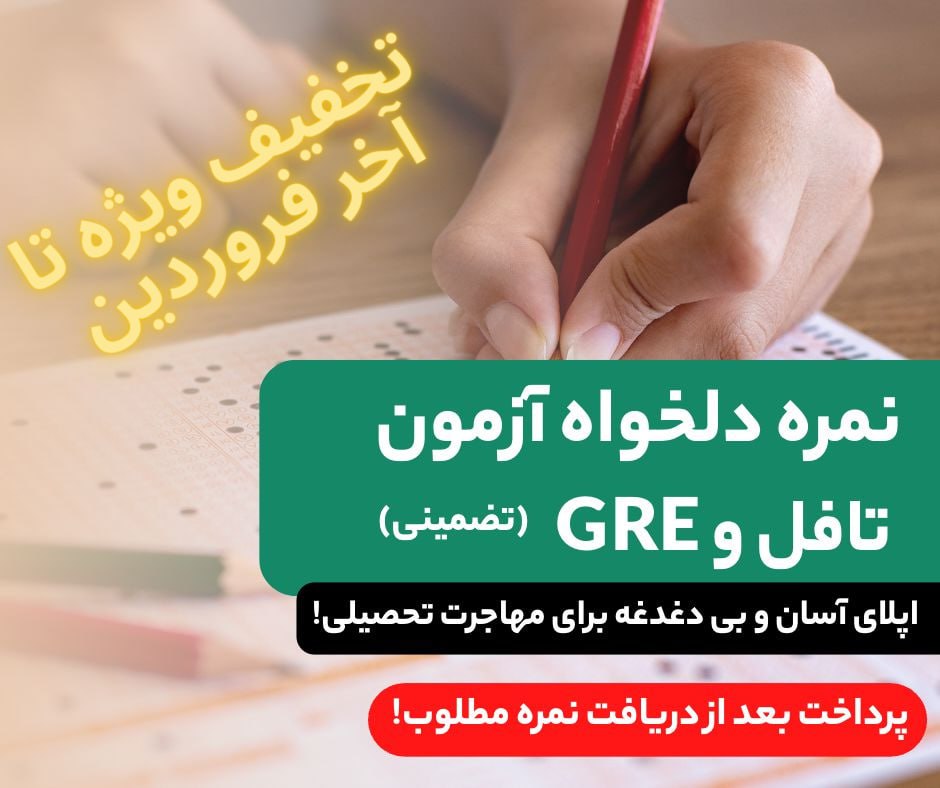 تخفیف ویژه تا
آخر فروردین
نمره دلخواه آزمون
تافل و GRE (تضمینی)
اپلای آسان و بی دغدغه برای مهاجرت تحصیلی!
پرداخت بعد از دریافت نمره مطلوب!